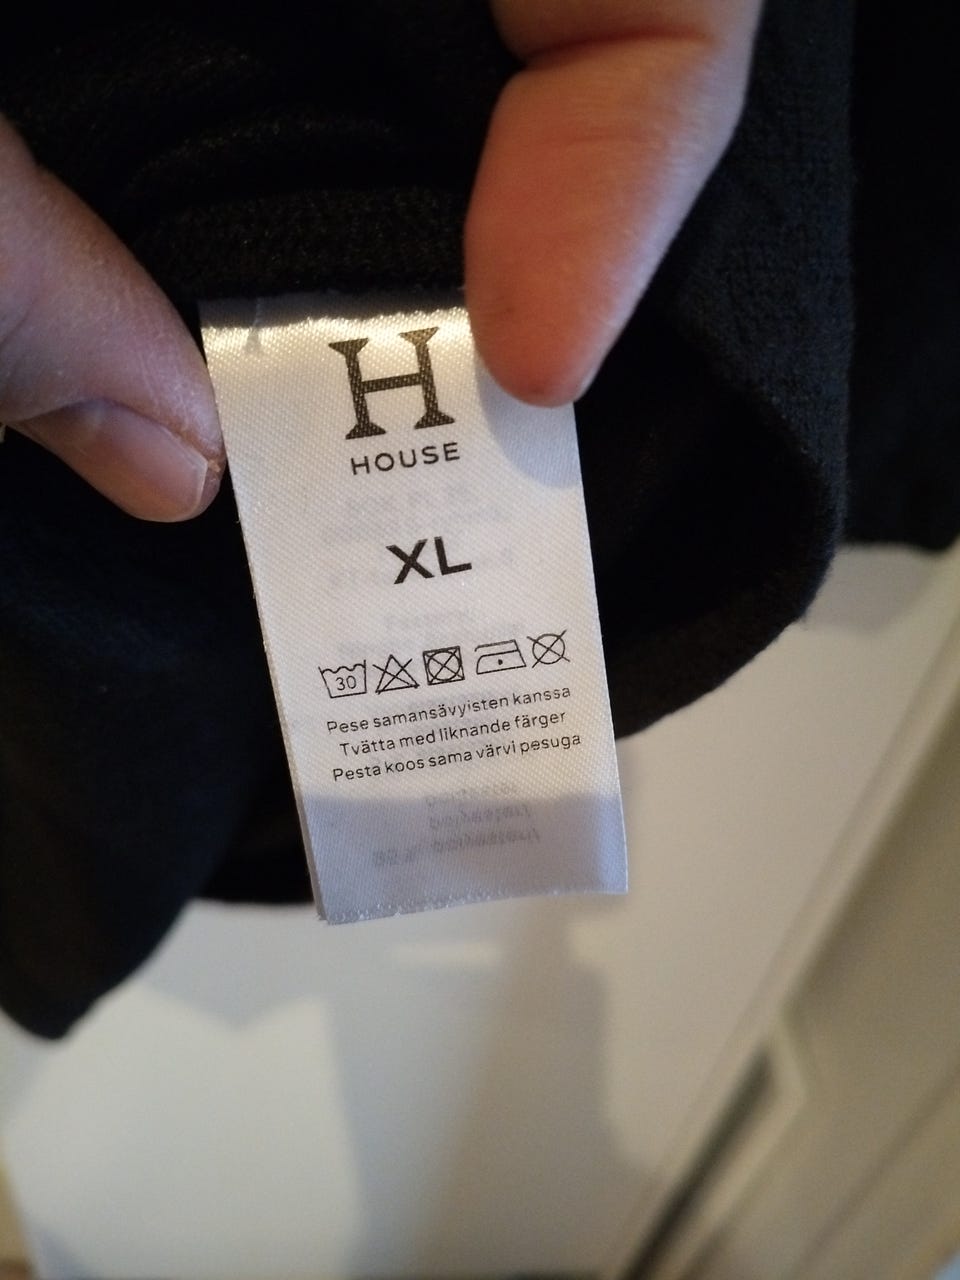 H
HOUSE
XL
30
Pese samansävyisten kanssa
Tvätta med liknande färger
Pesta koos sama värvi pesuga